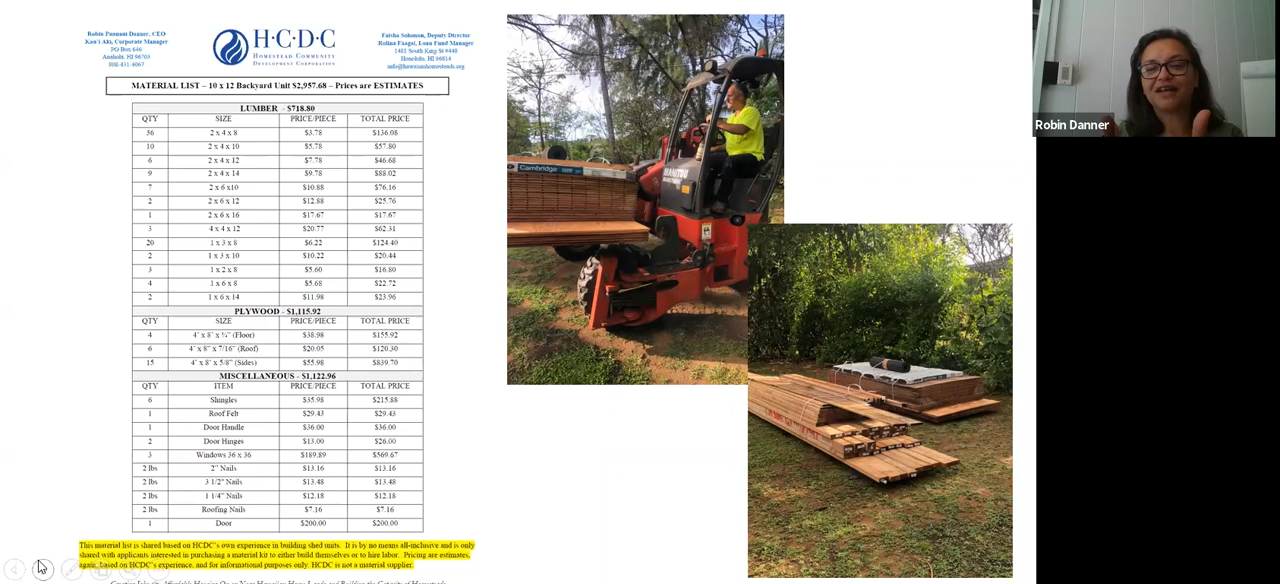 Robin Puanani Danner, CEO
Kau'i Aki, Corporate Manager
PO Box 646
Anahola, HI 96703
H·C·D·C
HOMESTEAD COMMUNITY
DEVELOPMENT CORPORATION
Faisha Solomon, Deputy Director
Rolina Faagai, Loan Fund Manager
1481 South King St #448
Honolulu, HI 96814
info@hawaiianhomesteads.org
MATERIAL LIST – 10 x 12 Backyard Unit $2,957.68 – Prices are ESTIMATES
LUMBER - $718.80
QTY SIZE PRICE/PIECE TOTAL PRICE
36 2 x 4 x 8 $3.78 $136.08
10 2 x 4 x 10 $5.78 $57.80
6 2 x 4 x 12 $7.78 $46.68
9 2 x 4 x 14 $9.78 $88.02
7 2 x 6 x10 $10.88 $76.16
2 2 x 6 x 12 $12.88 $25.76
1 2 x 6 x 16 $17.67 $17.67
3 4 x 4 x 12 $20.77 $62.31
20 1 x 3 x 8 $6.22 $124.40
2 1 x 3 x 10 $10.22 $20.44
3 1 x 2 x 8 $5.60 $16.80
4 1 x 6 x 8 $5.68 $22.72
2 1 x 6 x 14 $11.98 $23.96
PLYWOOD - $1,115.92
QTY SIZE PRICE/PIECE TOTAL PRICE
4 4' x 8' x ¾" (Floor) $38.98 $155.92
6 4' x 8' x 7/16" (Roof) $20.05 $120.30
15 4' x 8' x 5/8" (Sides) $55.98 $839.70
MISCELLANEOUS - $1,122.96
QTY ITEM PRICE/PIECE TOTAL PRICE
6 Shingles $35.98 $215.88
1 Roof Felt $29.43 $29.43
1 Door Handle $36.00 $36.00
2 Door Hinges $13.00 $26.00
3 Windows 36 x 36 $189.89 $569.67
2 lbs 2" Nails $13.16 $13.16
2 lbs 3 1/2" Nails $13.48 $13.48
2 lbs 1 1/4" Nails $12.18 $12.18
2 lbs Roofing Nails $7.16 $7.16
1 Door $200.00 $200.00
This material list is shared based on HCDC's own experience in building shed units. It is by no means all-inclusive and is only
shared with applicants interested in purchasing a material kit to either build themselves or to hire labor. Pricing are estimates,
again, based on HCDC's experience, and for informational purposes only. HCDC is not a material supplier.
Cambridge
MANITOU
Robin Danner